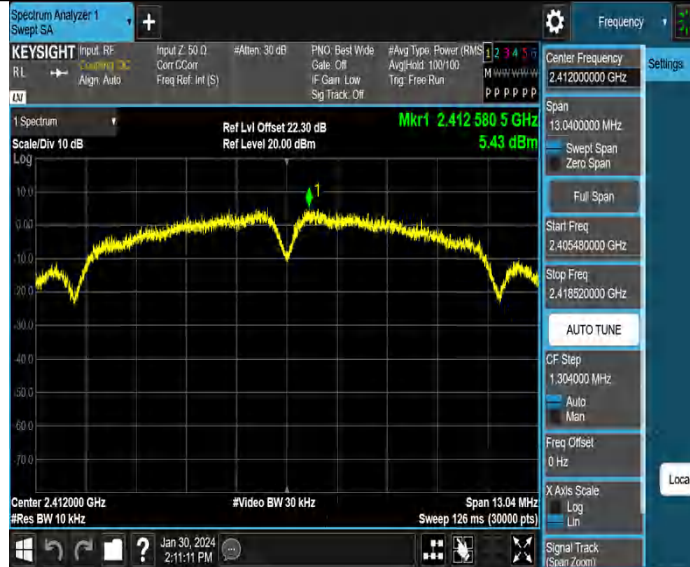 Spectrum Analyzer 1
Swept SA
Frequency
KEYSIGHT
RL
Input: RF
Coupling: DC
Align: Auto
Input Z: 50 Ω
Corr CCorr
Freq Ref: Int (S)
#Atten: 30 dB
PNO: Best Wide
Gate: Off
IF Gain: Low
Sig Track: Off
#Avg Type: Power (RMS
Avg|Hold: 100/100
Trig: Free Run
1 2 3 4 5 6
M W W W W W
P P P P P P
LXI
1 Spectrum
Scale/Div 10 dB
Ref Lvl Offset 22.30 dB
Ref Level 20.00 dBm
Mkr1 2.412 580 5 GHz
5.43 dBm
Log
10.0
0.00
-10.0
-20.0
-30.0
-40.0
-50.0
-60.0
-70.0
1
Center 2.412000 GHz
#Res BW 10 kHz
#Video BW 30 kHz
Span 13.04 MHz
Sweep 126 ms (30000 pts)
Jan 30, 2024
2:11:11 PM
Center Frequency
2.412000000 GHz
Span
13.0400000 MHz
Swept Span
Zero Span
Full Span
Start Freq
2.405480000 GHz
Stop Freq
2.418520000 GHz
AUTO TUNE
CF Step
1.304000 MHz
Auto
Man
Freq Offset
0 Hz
X Axis Scale
Log
Lin
Signal Track
(Span Zoom)
Settings
Loca